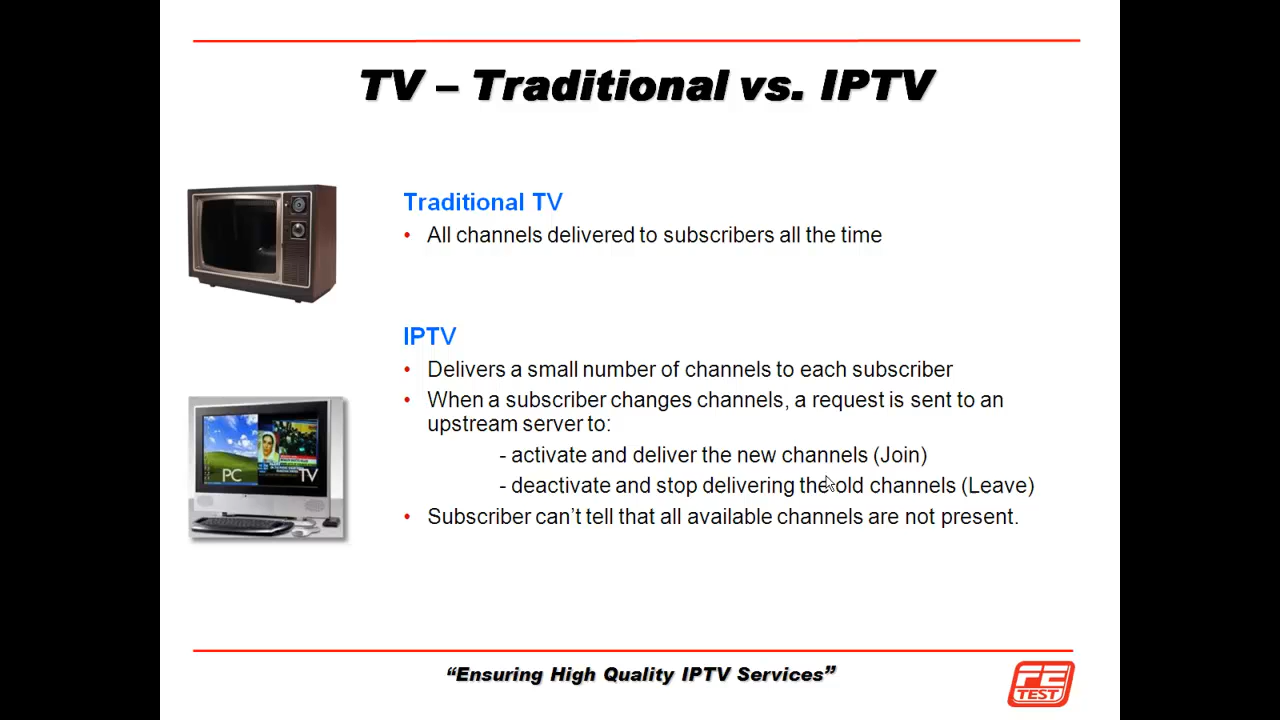 TV – Traditional vs. IPTV
Traditional TV
• All channels delivered to subscribers all the time
IPTV
• Delivers a small number of channels to each subscriber
• When a subscriber changes channels, a request is sent to an
upstream server to:
- activate and deliver the new channels (Join)
- deactivate and stop delivering the old channels (Leave)
• Subscriber can’t tell that all available channels are not present.
PC TV
“Ensuring High Quality IPTV Services”
FE
TEST